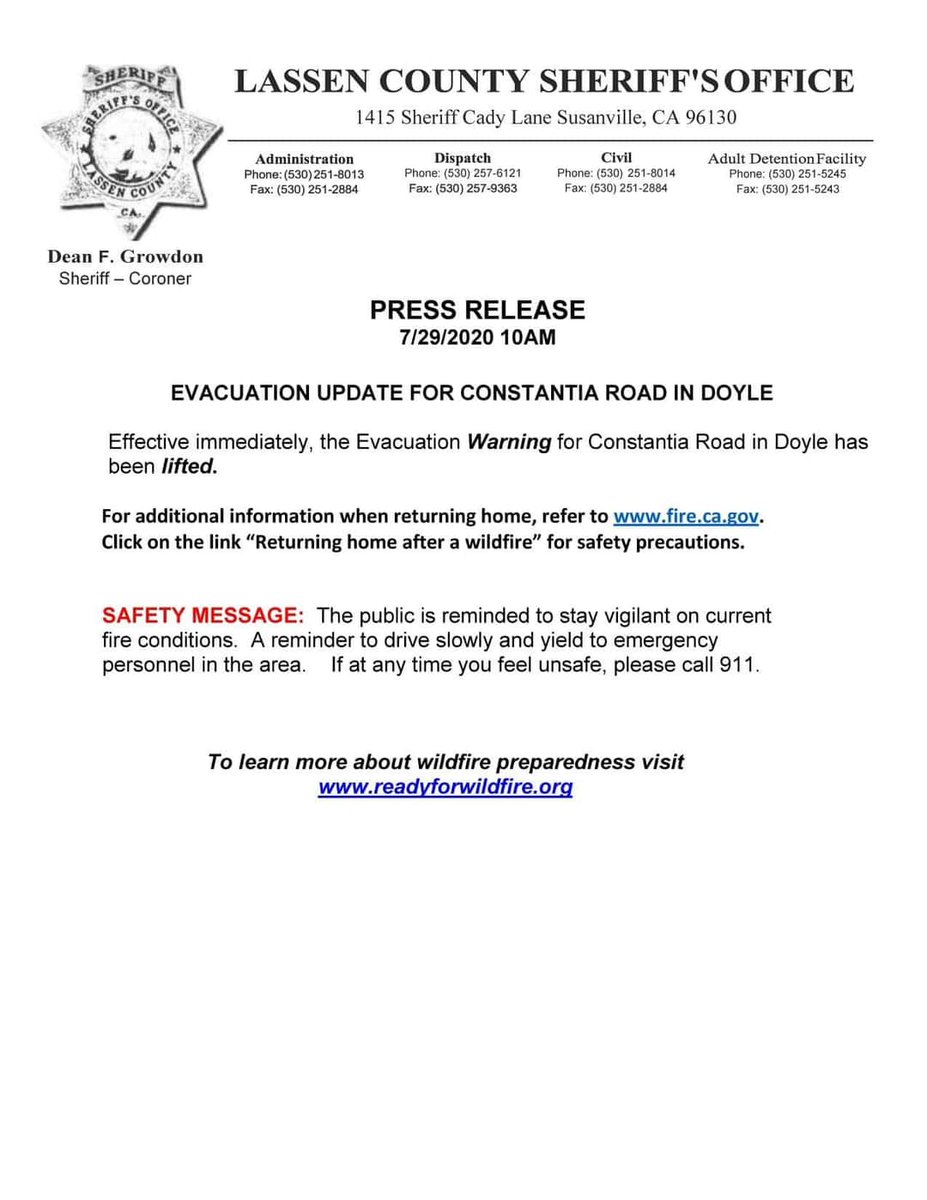 SHERIFF
SHERIFF'S OFFICE
LASSEN COUNTY
CA.
LASSEN COUNTY SHERIFF'S OFFICE
1415 Sheriff Cady Lane Susanville, CA 96130
Administration Dispatch Civil Adult Detention Facility
Phone: (530) 251-8013 Phone: (530) 257-6121 Phone: (530) 251-8014 Phone: (530) 251-5245
Fax: (530) 251-2884 Fax: (530) 257-9363 Fax: (530) 251-2884 Fax: (530) 251-5243
Dean F. Growdon
Sheriff – Coroner
PRESS RELEASE
7/29/2020 10AM
EVACUATION UPDATE FOR CONSTANTIA ROAD IN DOYLE
Effective immediately, the Evacuation Warning for Constantia Road in Doyle has
been lifted.
For additional information when returning home, refer to www.fire.ca.gov.
Click on the link “Returning home after a wildfire” for safety precautions.
SAFETY MESSAGE: The public is reminded to stay vigilant on current
fire conditions. A reminder to drive slowly and yield to emergency
personnel in the area. If at any time you feel unsafe, please call 911.
To learn more about wildfire preparedness visit
www.readyforwildfire.org